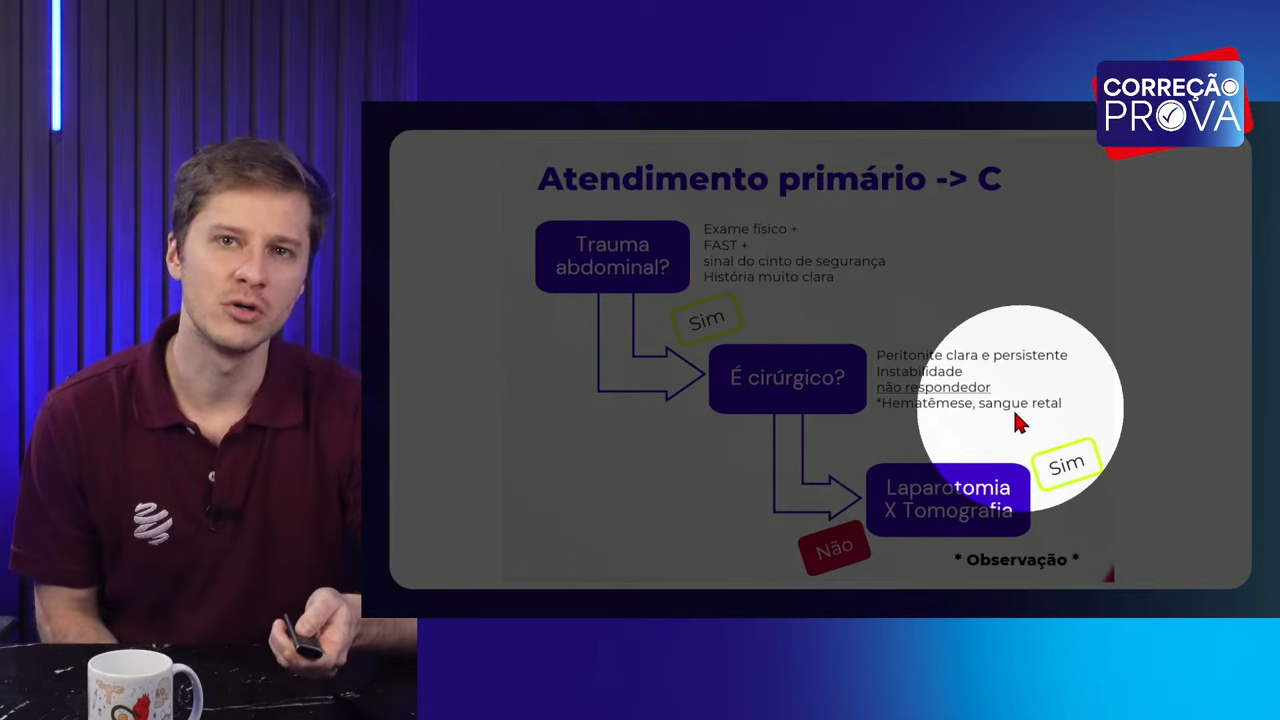 CORREÇÃO
PROVA
Atendimento primário -> C
Trauma
abdominal?
Exame físico +
FAST +
sinal do cinto de segurança
História muito clara
Sim
É cirúrgico?
Peritonite clara e persistente
Instabilidade
não respondedor
*Hematêmese, sangue retal
Sim
Laparotomia
X Tomografia
Não
* Observação *